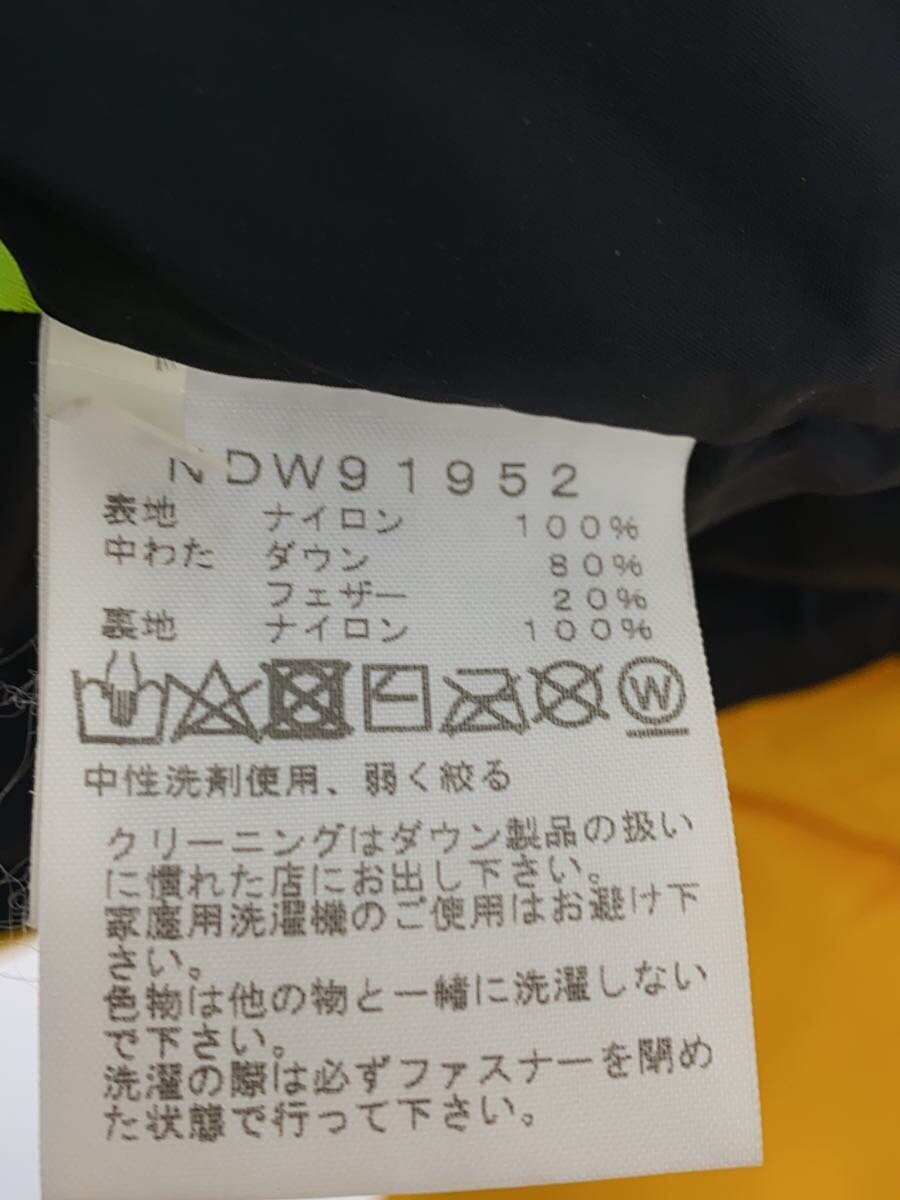 NDW91952
表地 ナイロン 100%
中わた ダウン 80%
フェザー 20%
裏地 ナイロン 100%
W
中性洗剤使用、弱く絞る
クリーニングはダウン製品の扱い
に慣れた店にお出し下さい。
家庭用洗濯機のご使用はお避け下
さい。
色物は他の物と一緒に洗濯しない
で下さい。
洗濯の際は必ずファスナーを閉め
た状態で行って下さい。